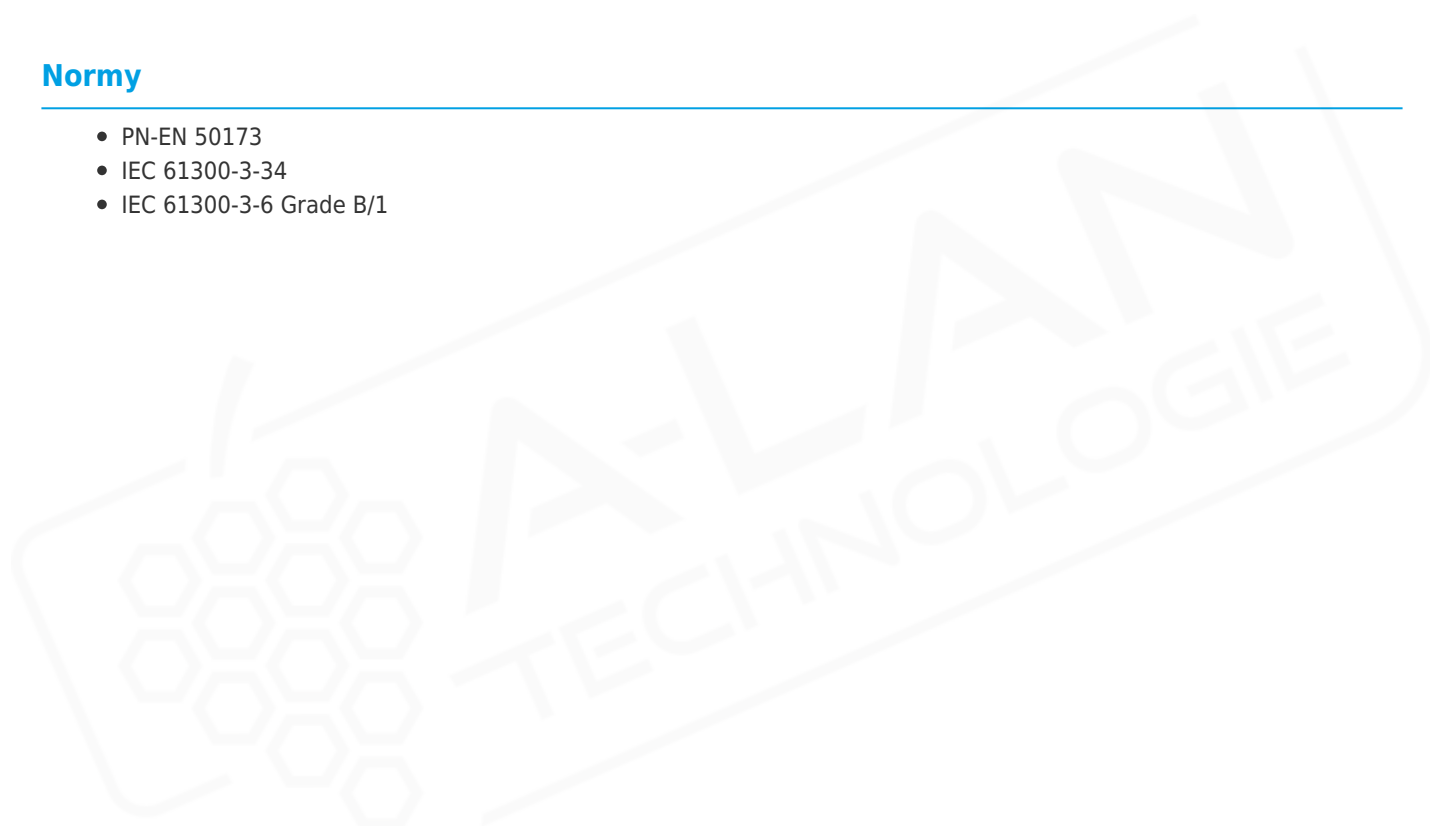 Normy
PN-EN 50173
IEC 61300-3-34
IEC 61300-3-6 Grade B/1
A-LAN
TECHNOLOGIE